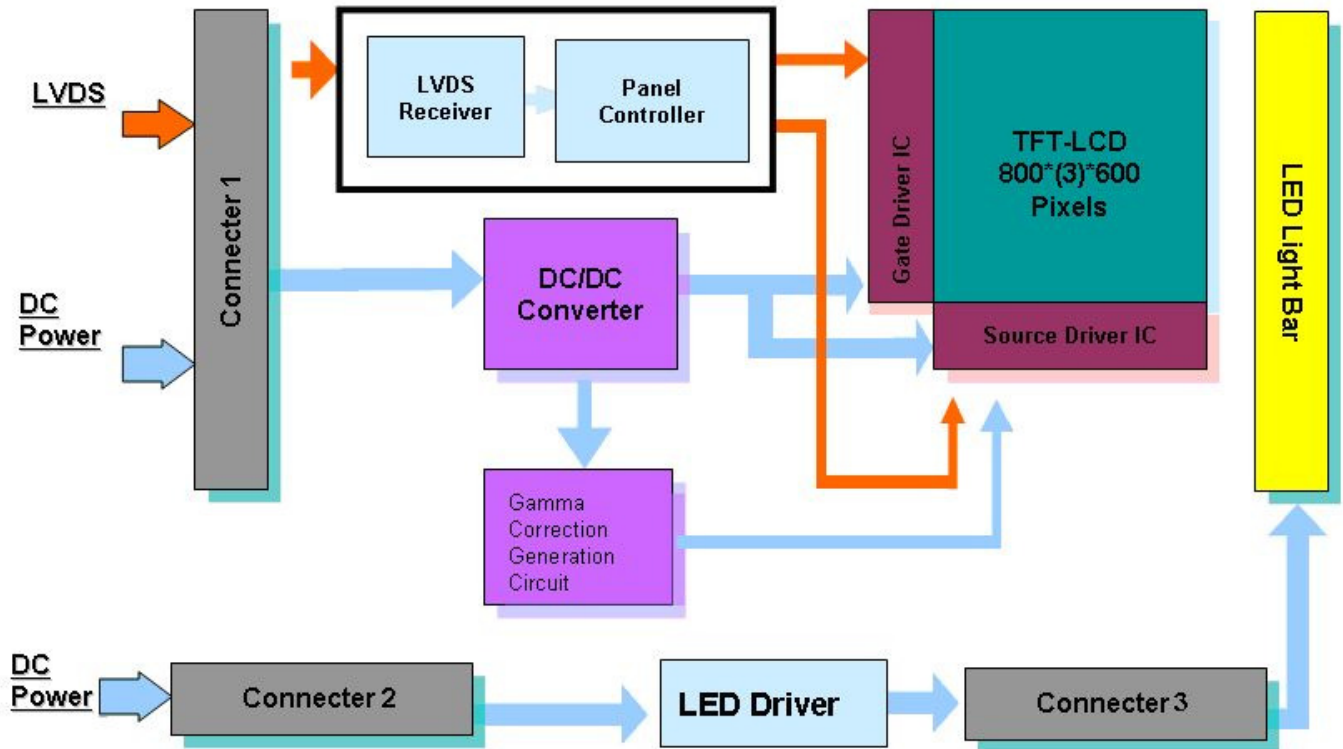 LVDS
DC
Power
Connecter 1
LVDS
Receiver
Panel
Controller
DC/DC
Converter
Gamma
Correction
Generation
Circuit
Gate Driver IC
TFT-LCD
800*(3)*600
Pixels
Source Driver IC
LED Light Bar
DC
Power
Connecter 2
LED Driver
Connecter 3